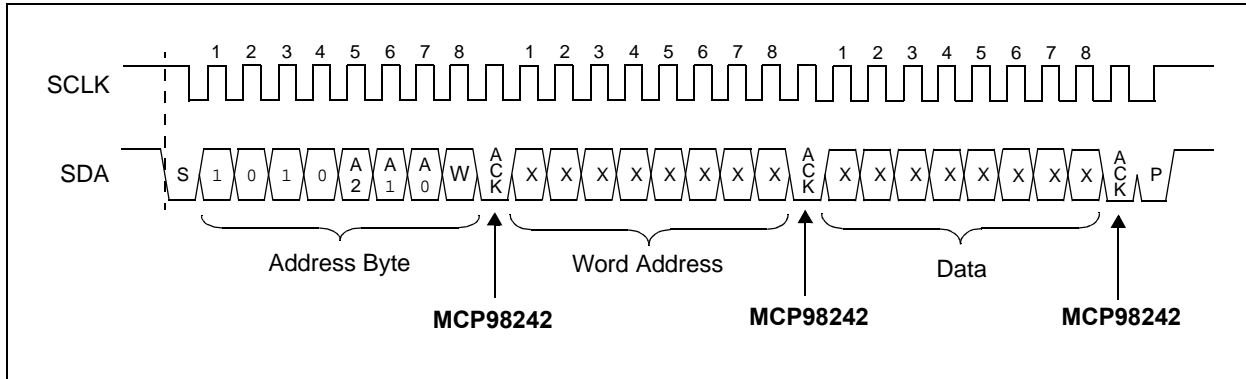 1 2 3 4 5 6 7 8 1 2 3 4 5 6 7 8 1 2 3 4 5 6 7 8
SCLK
SDA S 1 0 1 0 A2 A1 A0 W ACK X X X X X X X X ACK X X X X X X X X ACK P
Address Byte Word Address Data
MCP98242 MCP98242 MCP98242